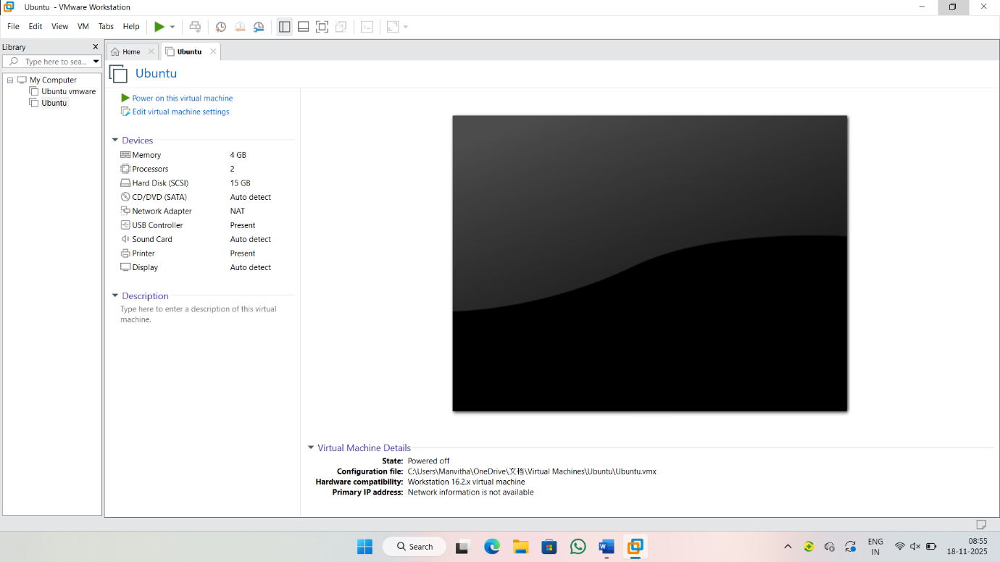 Ubuntu - VMware Workstation
File Edit View VM Tabs Help
Library
Type here to sea...
My Computer
Ubuntu vmware
Ubuntu
Home
Ubuntu
Ubuntu
Power on this virtual machine
Edit virtual machine settings
Devices
Memory 4 GB
Processors 2
Hard Disk (SCSI) 15 GB
CD/DVD (SATA) Auto detect
Network Adapter NAT
USB Controller Present
Sound Card Auto detect
Printer Present
Display Auto detect
Description
Type here to enter a description of this virtual
machine.
Virtual Machine Details
State: Powered off
Configuration file: C:\Users\Manvitha\OneDrive\文档\Virtual Machines\Ubuntu\Ubuntu.vmx
Hardware compatibility: Workstation 16.2.x virtual machine
Primary IP address: Network information is not available
Search
ENG
IN
08:55
18-11-2025